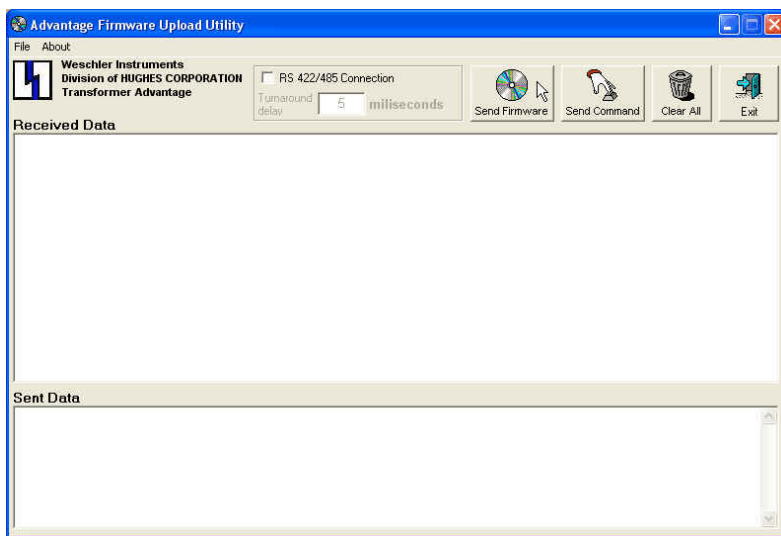 Advantage Firmware Upload Utility
File About
Weschler Instruments
Division of HUGHES CORPORATION
Transformer Advantage
RS 422/485 Connection
Turnaround delay 5 miliseconds
Send Firmware
Send Command
Clear All
Exit
Received Data
Sent Data